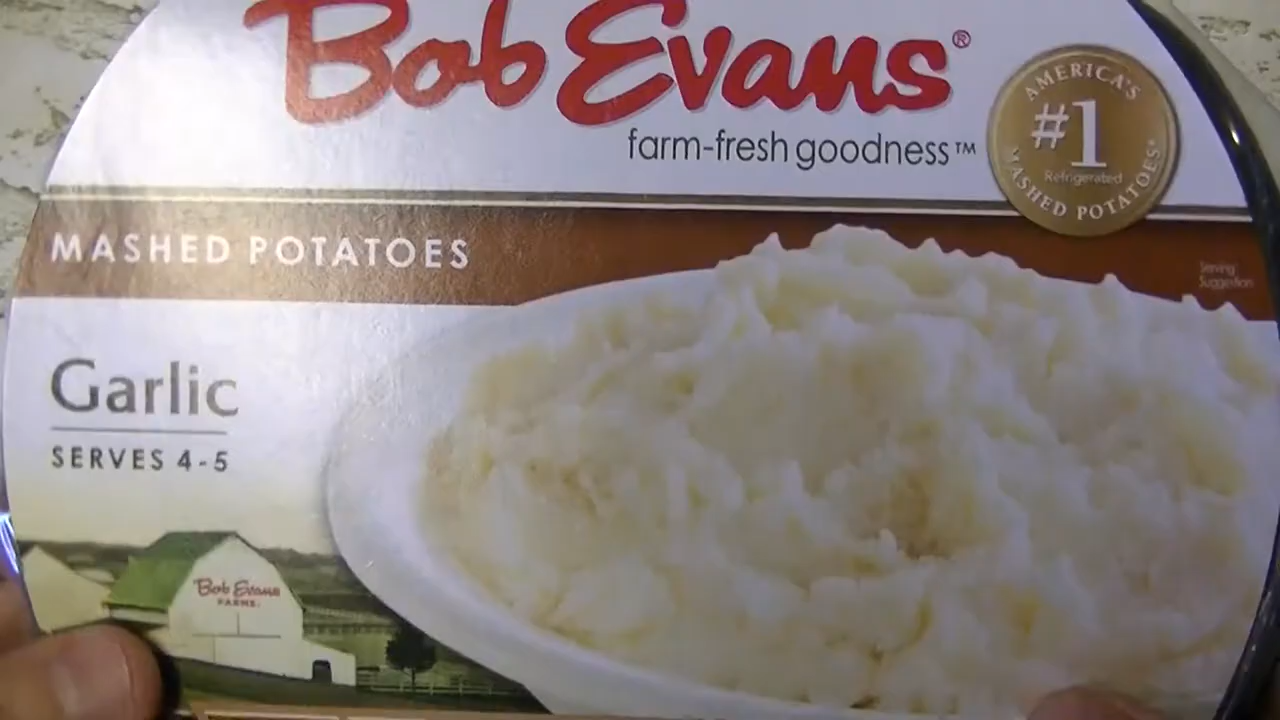 Bob Evans®
farm-fresh goodness™
AMERICA'S
#1
Refrigerated
MASHED POTATOES*
MASHED POTATOES
Serving
Suggestion
Garlic
SERVES 4-5
Bob Evans
FARMS.